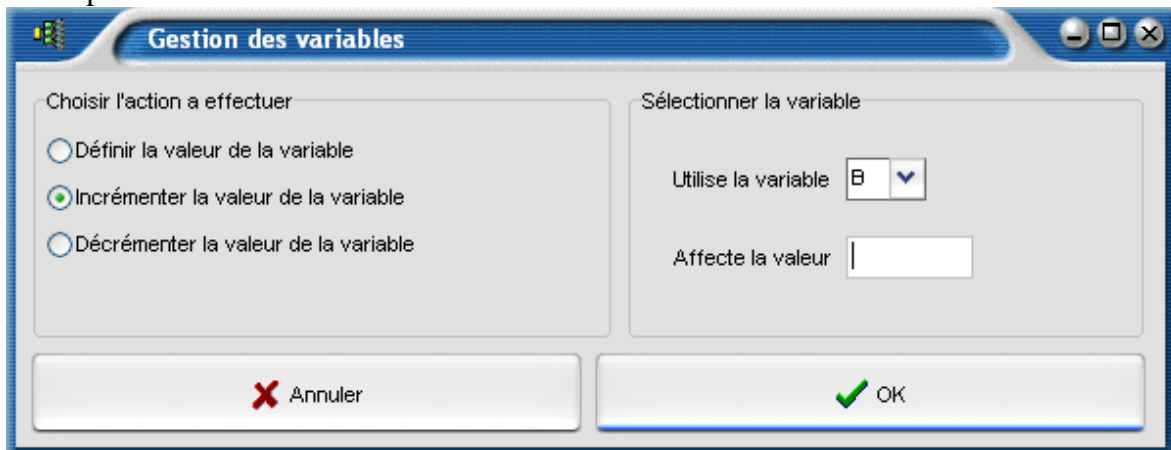 Gestion des variables
Choisir l'action a effectuer
Définir la valeur de la variable
Incrémenter la valeur de la variable
Décrémenter la valeur de la variable
Sélectionner la variable
Utilise la variable B
Affecte la valeur
Annuler
OK